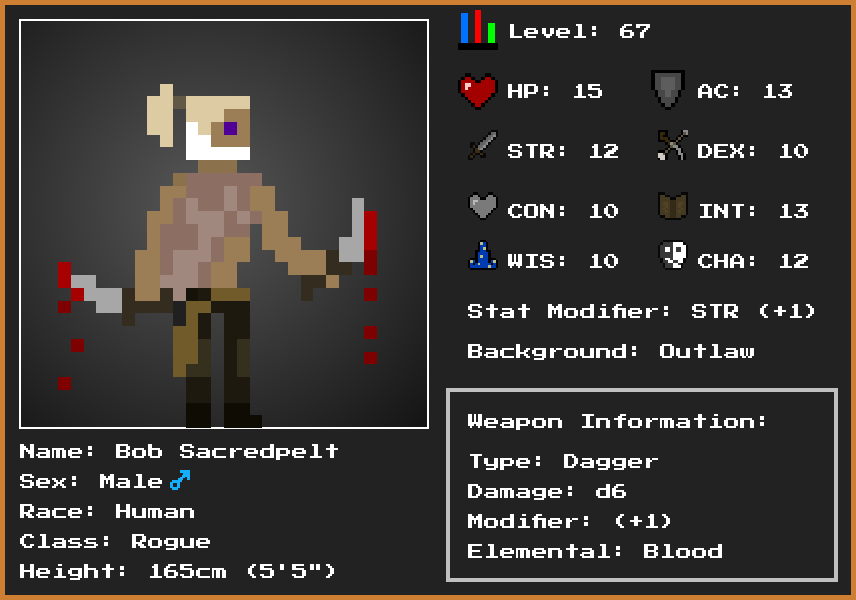 Level: 67
HP: 15
AC: 13
STR: 12
DEX: 10
CON: 10
INT: 13
WIS: 10
CHA: 12
Stat Modifier: STR (+1)
Background: Outlaw
Weapon Information:
Type: Dagger
Damage: d6
Modifier: (+1)
Elemental: Blood
Name: Bob Sacredpelt
Sex: Male♂
Race: Human
Class: Rogue
Height: 165cm (5'5")